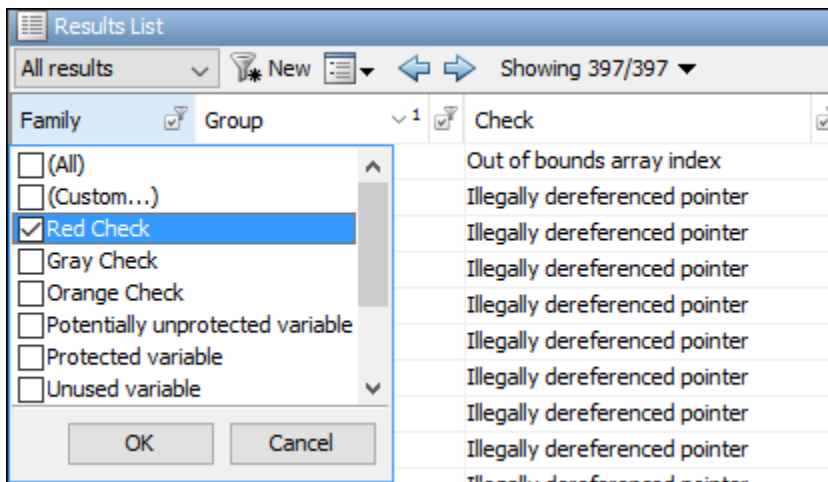 Results List
All results New Showing 397/397
Family Group 1 Check
(All)
(Custom...)
Red Check
Gray Check
Orange Check
Potentially unprotected variable
Protected variable
Unused variable
OK Cancel
Out of bounds array index
Illegally dereferenced pointer
Illegally dereferenced pointer
Illegally dereferenced pointer
Illegally dereferenced pointer
Illegally dereferenced pointer
Illegally dereferenced pointer
Illegally dereferenced pointer
Illegally dereferenced pointer
Illegally dereferenced pointer